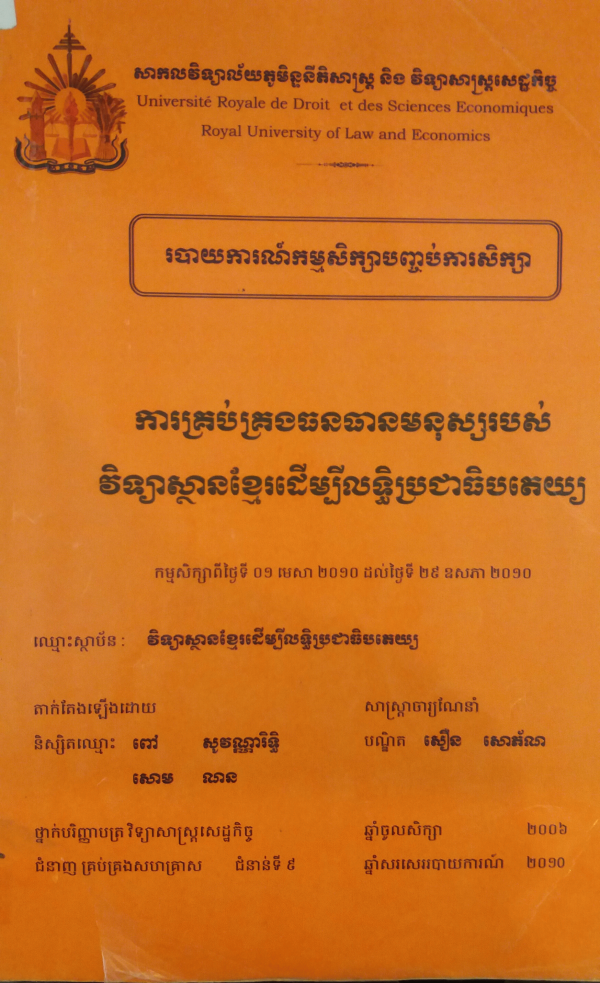 សាកលវិទ្យាល័យភូមិន្ទនីតិសាស្ត្រ និង វិទ្យាសាស្ត្រសេដ្ឋកិច្ច
Université Royale de Droit et des Sciences Economiques
Royal University of Law and Economics
របាយការណ៍កម្មសិក្សាបញ្ចប់ការសិក្សា
ការគ្រប់គ្រងធនធានមនុស្សរបស់
វិទ្យាស្ថានខ្មែរដើម្បីលទ្ធិប្រជាធិបតេយ្យ
កម្មសិក្សាពីថ្ងៃទី ០១ មេសា ២០១០ ដល់ថ្ងៃទី ២៩ ឧសភា ២០១០
ឈ្មោះស្ថាប័ន : វិទ្យាស្ថានខ្មែរដើម្បីលទ្ធិប្រជាធិបតេយ្យ
តាក់តែងឡើងដោយ សាស្ត្រាចារ្យណែនាំ
និស្សិតឈ្មោះ ពៅ សូវណ្ណារិទ្ធិ បណ្ឌិត សឿន សោភ័ណ
សោម ណន
ថ្នាក់បរិញ្ញាបត្រ វិទ្យាសាស្ត្រសេដ្ឋកិច្ច ឆ្នាំចូលសិក្សា ២០០៦
ជំនាញ គ្រប់គ្រងសហគ្រាស ជំនាន់ទី ៩ ឆ្នាំសរសេររបាយការណ៍ ២០១០